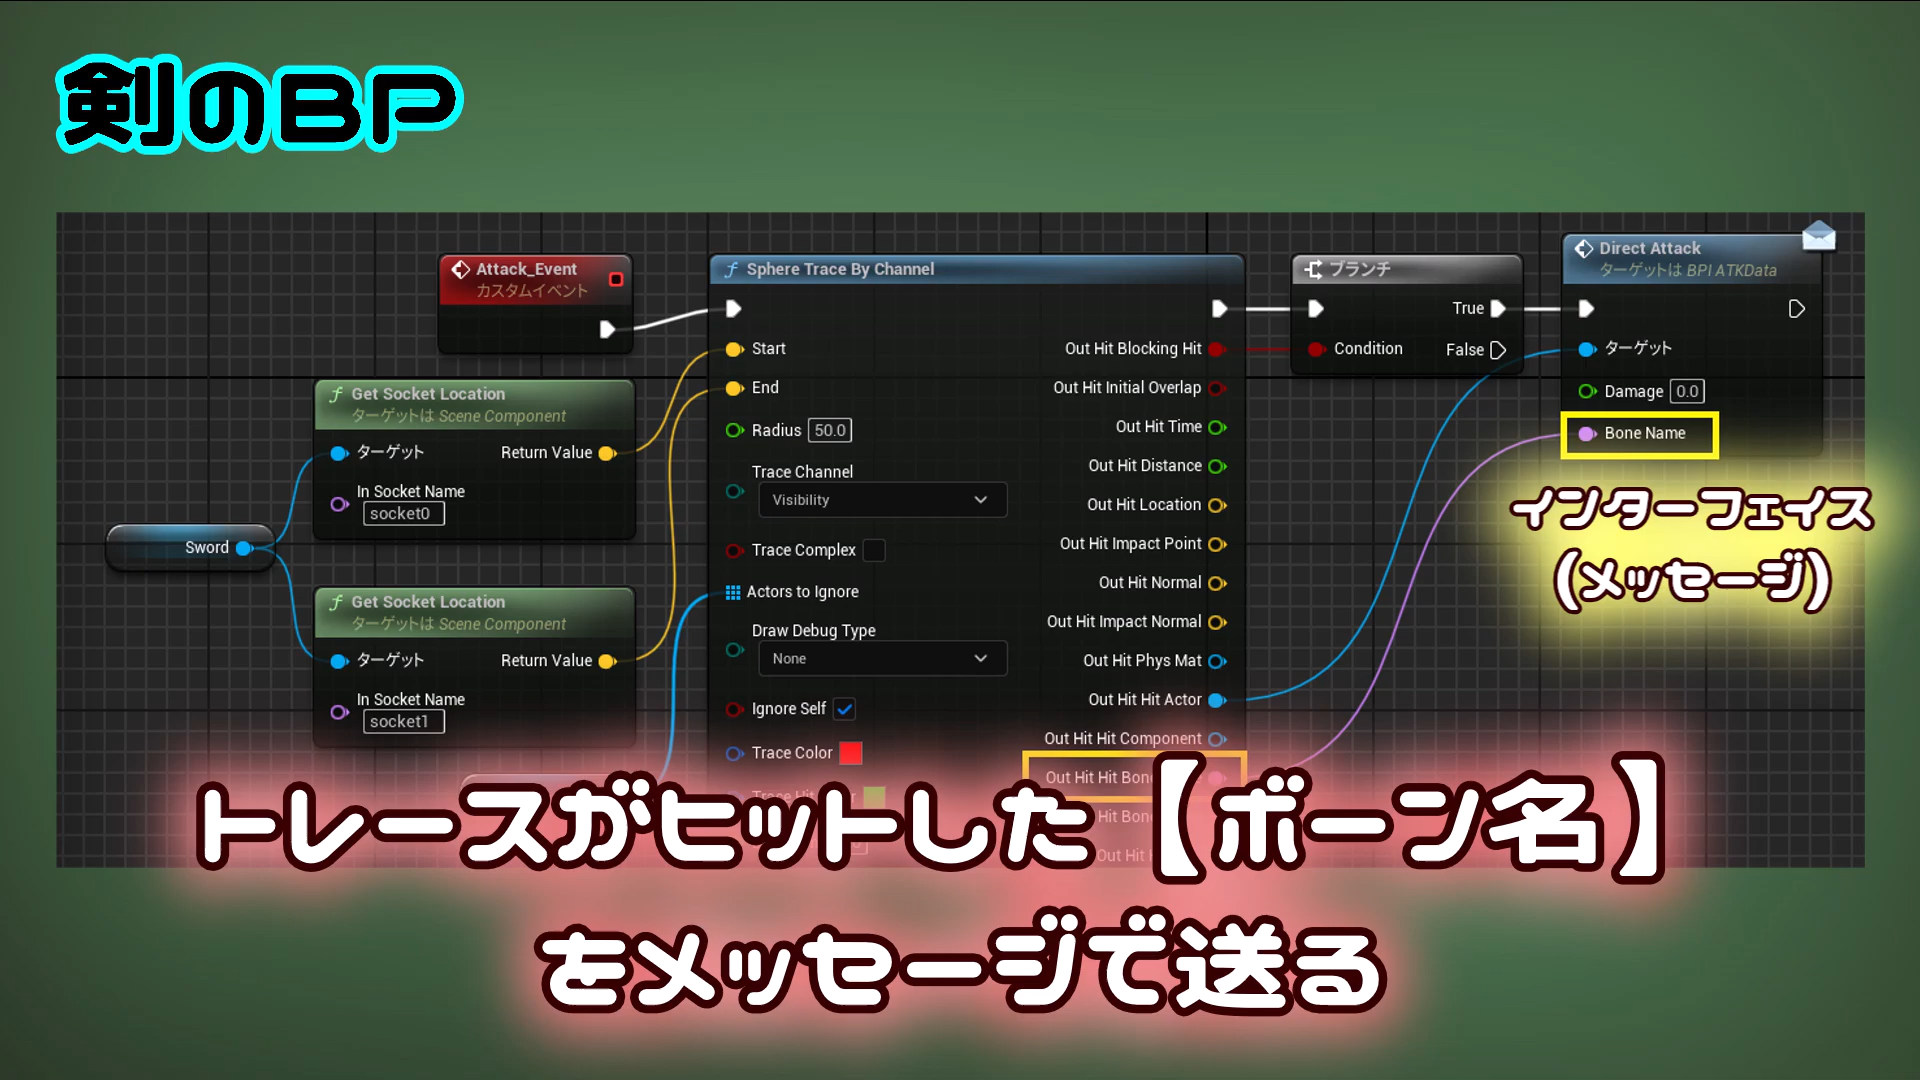 剣のBP
Attack_Event
カスタムイベント
Get Socket Location
ターゲットは Scene Component
ターゲット
Return Value
In Socket Name
socket0
Sword
Get Socket Location
ターゲットは Scene Component
ターゲット
Return Value
In Socket Name
socket1
Sphere Trace By Channel
Start
End
Radius 50.0
Trace Channel
Visibility
Trace Complex
Actors to Ignore
Draw Debug Type
None
Ignore Self
Trace Color
Out Hit Blocking Hit
Out Hit Initial Overlap
Out Hit Time
Out Hit Distance
Out Hit Location
Out Hit Impact Point
Out Hit Normal
Out Hit Impact Normal
Out Hit Phys Mat
Out Hit Hit Actor
Out Hit Hit Component
Out Hit Hit
ブランチ
True
Condition
False
Direct Attack
ターゲットは BPI ATKData
ターゲット
Damage 0.0
Bone Name
インターフェイス
(メッセージ)
トレースがヒットした【ボーン名】
をメッセージで送る